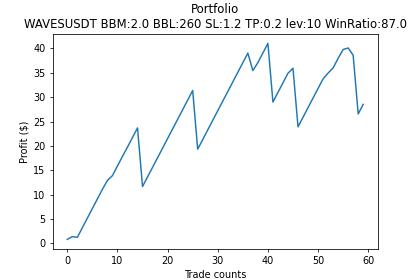 Portfolio
WAVESUSDT BBM:2.0 BBL:260 SL:1.2 TP:0.2 lev:10 WinRatio:87.0
Profit ($)
40
35
30
25
20
15
10
5
0
0 10 20 30 40 50 60
Trade counts